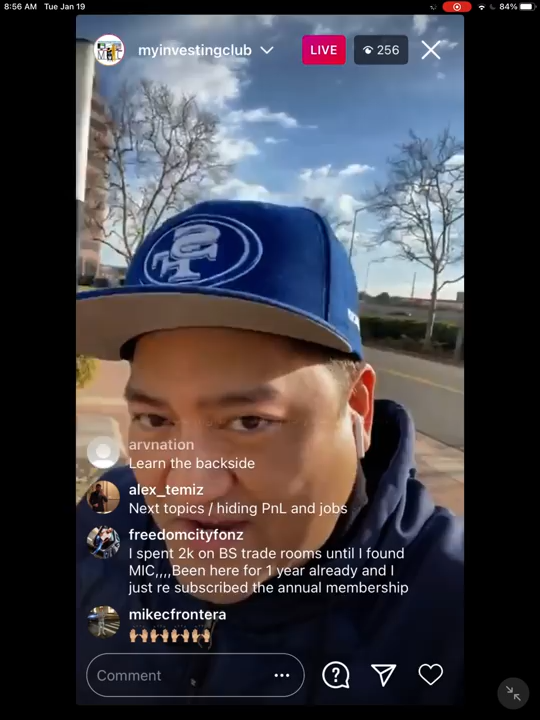 8:56 AM Tue Jan 19
84%
myinvestingclub
LIVE
256
SF
arvnation
Learn the backside
alex_temiz
Next topics / hiding PnL and jobs
freedomcityfonz
I spent 2k on BS trade rooms until I found
MIC,,,,Been here for 1 year already and I
just re subscribed the annual membership
mikecfrontera
Comment